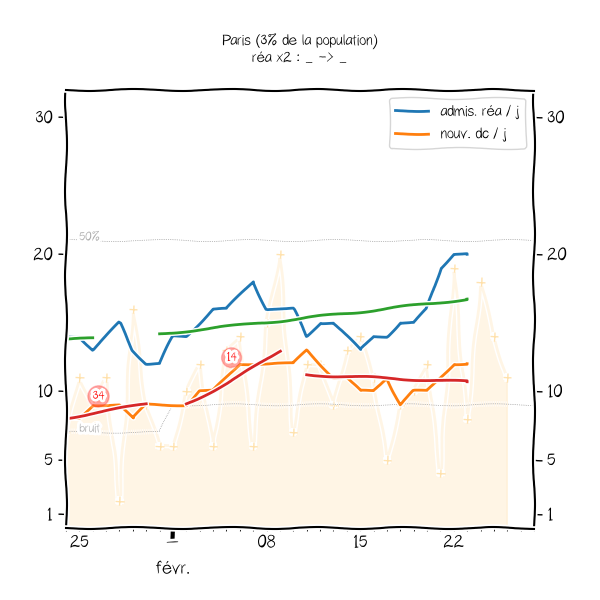 Paris (3% de la population)
réa x2 : _ -> _
admis. réa / j
nouv. dc / j
30
30
50%
20
20
14
34
10
10
bruit
5
5
1
1
25
08
15
22
févr.